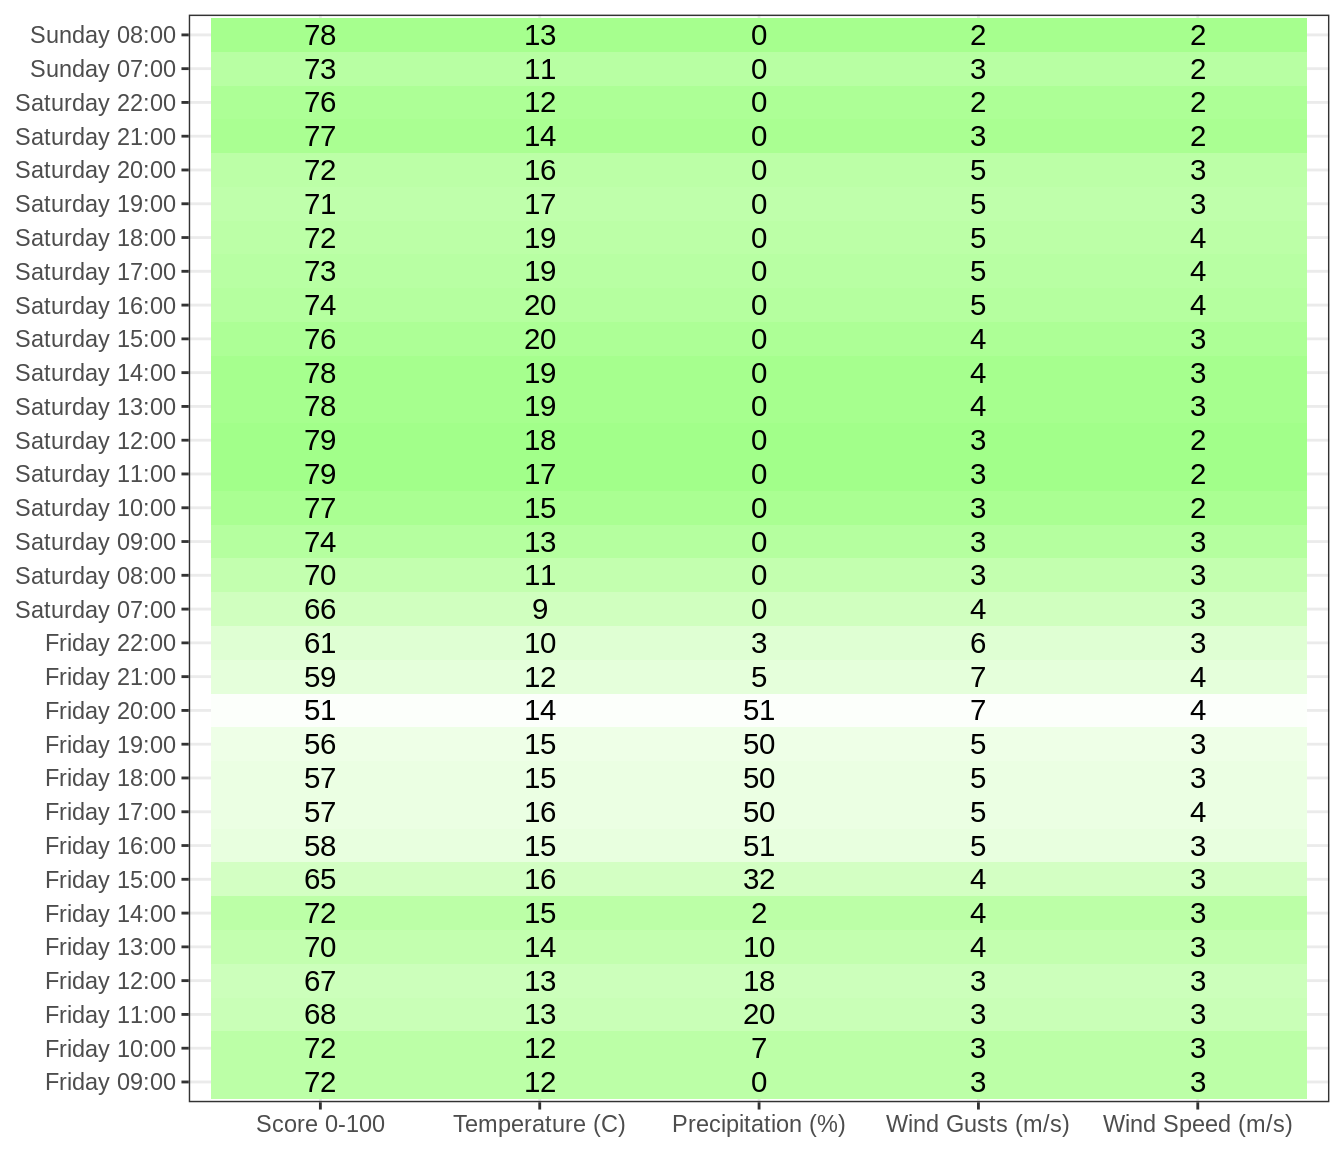 Sunday 08:00 78 13 0 2 2
Sunday 07:00 73 11 0 3 2
Saturday 22:00 76 12 0 2 2
Saturday 21:00 77 14 0 3 2
Saturday 20:00 72 16 0 5 3
Saturday 19:00 71 17 0 5 3
Saturday 18:00 72 19 0 5 4
Saturday 17:00 73 19 0 5 4
Saturday 16:00 74 20 0 5 4
Saturday 15:00 76 20 0 4 3
Saturday 14:00 78 19 0 4 3
Saturday 13:00 78 19 0 4 3
Saturday 12:00 79 18 0 3 2
Saturday 11:00 79 17 0 3 2
Saturday 10:00 77 15 0 3 2
Saturday 09:00 74 13 0 3 3
Saturday 08:00 70 11 0 3 3
Saturday 07:00 66 9 0 4 3
Friday 22:00 61 10 3 6 3
Friday 21:00 59 12 5 7 4
Friday 20:00 51 14 51 7 4
Friday 19:00 56 15 50 5 3
Friday 18:00 57 15 50 5 3
Friday 17:00 57 16 50 5 4
Friday 16:00 58 15 51 5 3
Friday 15:00 65 16 32 4 3
Friday 14:00 72 15 2 4 3
Friday 13:00 70 14 10 4 3
Friday 12:00 67 13 18 3 3
Friday 11:00 68 13 20 3 3
Friday 10:00 72 12 7 3 3
Friday 09:00 72 12 0 3 3
Score 0-100 Temperature (C) Precipitation (%) Wind Gusts (m/s) Wind Speed (m/s)